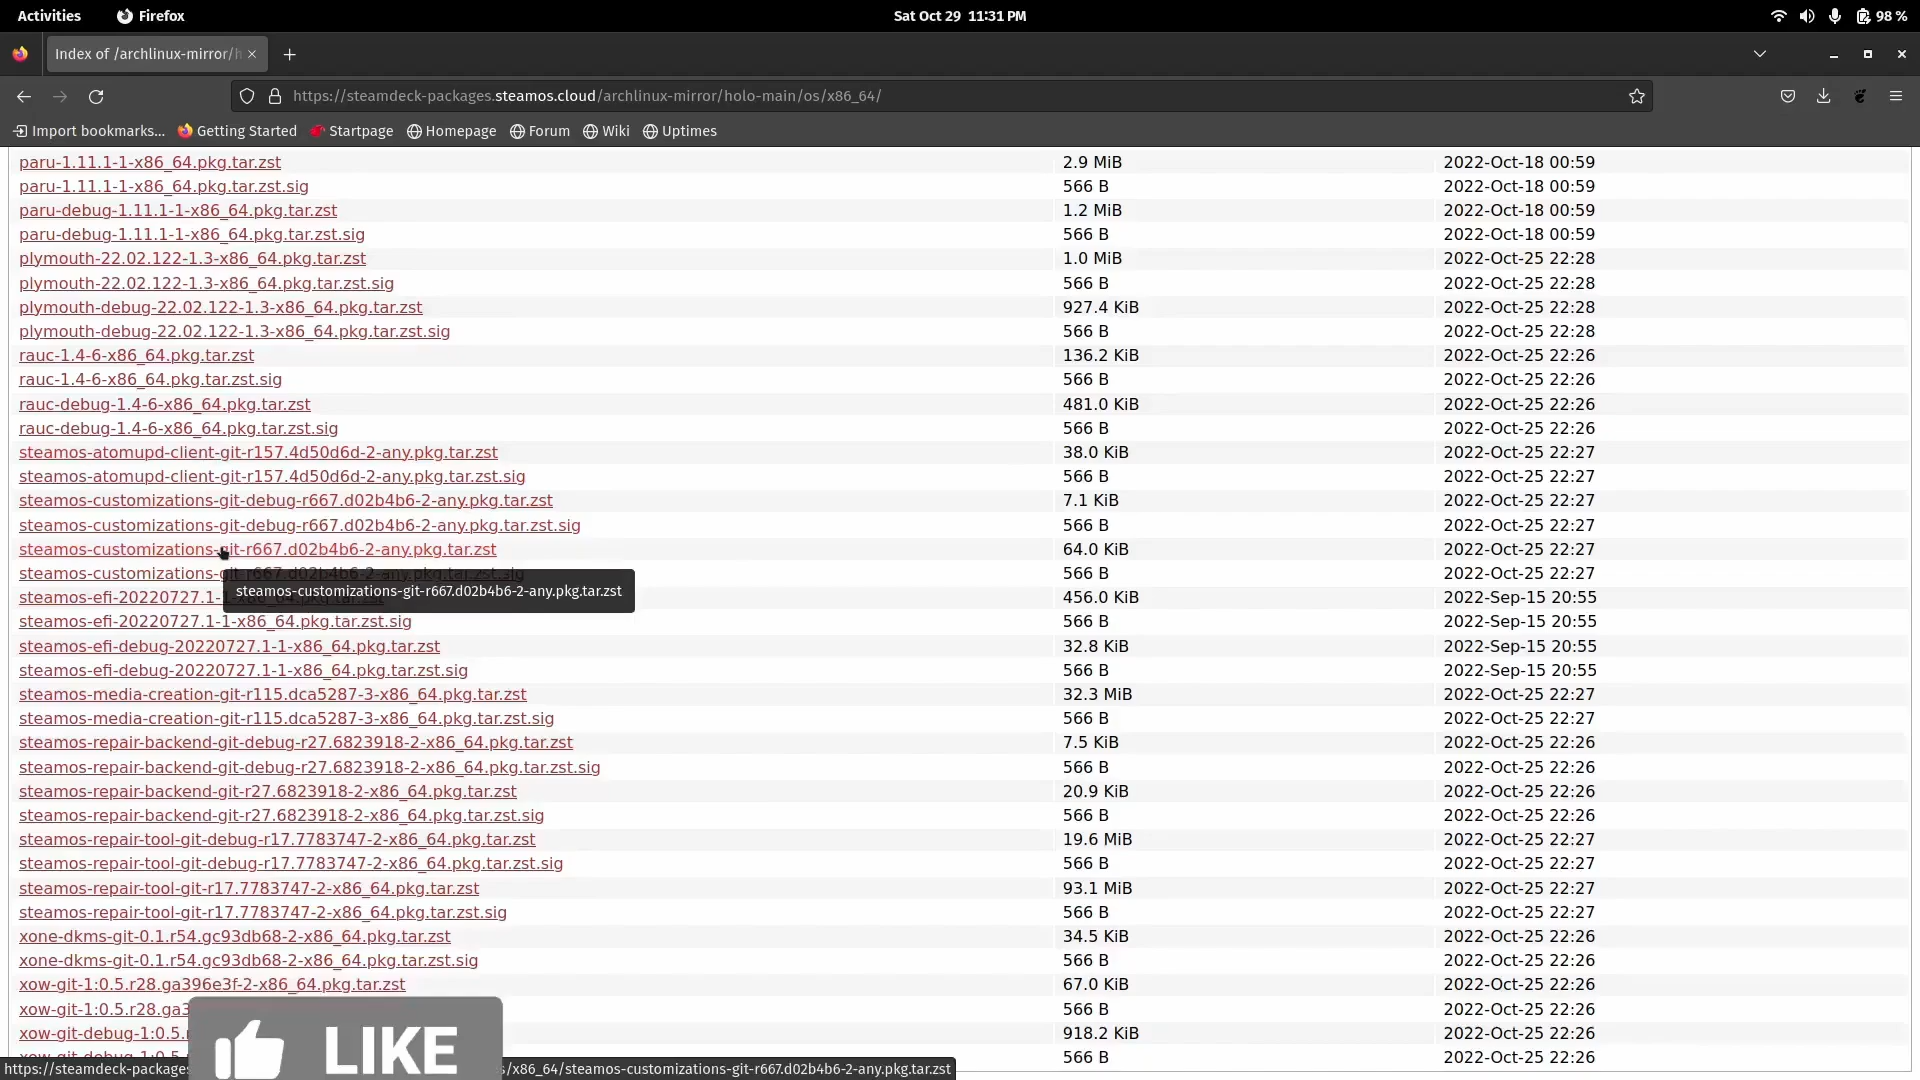 Activities Firefox Sat Oct 29 11:31 PM 98 %
Index of /archlinux-mirror/h
https://steamdeck-packages.steamos.cloud/archlinux-mirror/holo-main/os/x86_64/
Import bookmarks... Getting Started Startpage Homepage Forum Wiki Uptimes
paru-1.11.1-1-x86_64.pkg.tar.zst 2.9 MiB 2022-Oct-18 00:59
paru-1.11.1-1-x86_64.pkg.tar.zst.sig 566 B 2022-Oct-18 00:59
paru-debug-1.11.1-1-x86_64.pkg.tar.zst 1.2 MiB 2022-Oct-18 00:59
paru-debug-1.11.1-1-x86_64.pkg.tar.zst.sig 566 B 2022-Oct-18 00:59
plymouth-22.02.122-1.3-x86_64.pkg.tar.zst 1.0 MiB 2022-Oct-25 22:28
plymouth-22.02.122-1.3-x86_64.pkg.tar.zst.sig 566 B 2022-Oct-25 22:28
plymouth-debug-22.02.122-1.3-x86_64.pkg.tar.zst 927.4 KiB 2022-Oct-25 22:28
plymouth-debug-22.02.122-1.3-x86_64.pkg.tar.zst.sig 566 B 2022-Oct-25 22:28
rauc-1.4-6-x86_64.pkg.tar.zst 136.2 KiB 2022-Oct-25 22:26
rauc-1.4-6-x86_64.pkg.tar.zst.sig 566 B 2022-Oct-25 22:26
rauc-debug-1.4-6-x86_64.pkg.tar.zst 481.0 KiB 2022-Oct-25 22:26
rauc-debug-1.4-6-x86_64.pkg.tar.zst.sig 566 B 2022-Oct-25 22:26
steamos-atomupd-client-git-r157.4d50d6d-2-any.pkg.tar.zst 38.0 KiB 2022-Oct-25 22:27
steamos-atomupd-client-git-r157.4d50d6d-2-any.pkg.tar.zst.sig 566 B 2022-Oct-25 22:27
steamos-customizations-git-debug-r667.d02b4b6-2-any.pkg.tar.zst 7.1 KiB 2022-Oct-25 22:27
steamos-customizations-git-debug-r667.d02b4b6-2-any.pkg.tar.zst.sig 566 B 2022-Oct-25 22:27
steamos-customizations-git-r667.d02b4b6-2-any.pkg.tar.zst 64.0 KiB 2022-Oct-25 22:27
steamos-customizations-git-r667.d02b4b6-2-any.pkg.tar.zst.sig 566 B 2022-Oct-25 22:27
steamos-customizations-git-r667.d02b4b6-2-any.pkg.tar.zst
steamos-efi-20220727.1-1-x86_64.pkg.tar.zst 456.0 KiB 2022-Sep-15 20:55
steamos-efi-20220727.1-1-x86_64.pkg.tar.zst.sig 566 B 2022-Sep-15 20:55
steamos-efi-debug-20220727.1-1-x86_64.pkg.tar.zst 32.8 KiB 2022-Sep-15 20:55
steamos-efi-debug-20220727.1-1-x86_64.pkg.tar.zst.sig 566 B 2022-Sep-15 20:55
steamos-media-creation-git-r115.dca5287-3-x86_64.pkg.tar.zst 32.3 MiB 2022-Oct-25 22:27
steamos-media-creation-git-r115.dca5287-3-x86_64.pkg.tar.zst.sig 566 B 2022-Oct-25 22:27
steamos-repair-backend-git-debug-r27.6823918-2-x86_64.pkg.tar.zst 7.5 KiB 2022-Oct-25 22:26
steamos-repair-backend-git-debug-r27.6823918-2-x86_64.pkg.tar.zst.sig 566 B 2022-Oct-25 22:26
steamos-repair-backend-git-r27.6823918-2-x86_64.pkg.tar.zst 20.9 KiB 2022-Oct-25 22:26
steamos-repair-backend-git-r27.6823918-2-x86_64.pkg.tar.zst.sig 566 B 2022-Oct-25 22:26
steamos-repair-tool-git-debug-r17.7783747-2-x86_64.pkg.tar.zst 19.6 MiB 2022-Oct-25 22:27
steamos-repair-tool-git-debug-r17.7783747-2-x86_64.pkg.tar.zst.sig 566 B 2022-Oct-25 22:27
steamos-repair-tool-git-r17.7783747-2-x86_64.pkg.tar.zst 93.1 MiB 2022-Oct-25 22:27
steamos-repair-tool-git-r17.7783747-2-x86_64.pkg.tar.zst.sig 566 B 2022-Oct-25 22:27
xone-dkms-git-0.1.r54.gc93db68-2-x86_64.pkg.tar.zst 34.5 KiB 2022-Oct-25 22:26
xone-dkms-git-0.1.r54.gc93db68-2-x86_64.pkg.tar.zst.sig 566 B 2022-Oct-25 22:26
xow-git-1:0.5.r28.ga396e3f-2-x86_64.pkg.tar.zst 67.0 KiB 2022-Oct-25 22:26
xow-git-1:0.5.r28.ga3 566 B 2022-Oct-25 22:26
xow-git-debug-1:0.5. 918.2 KiB 2022-Oct-25 22:26
xow-git-debug-1:0.5 566 B 2022-Oct-25 22:26
LIKE
https://steamdeck-packages s/x86_64/steamos-customizations-git-r667.d02b4b6-2-any.pkg.tar.zst